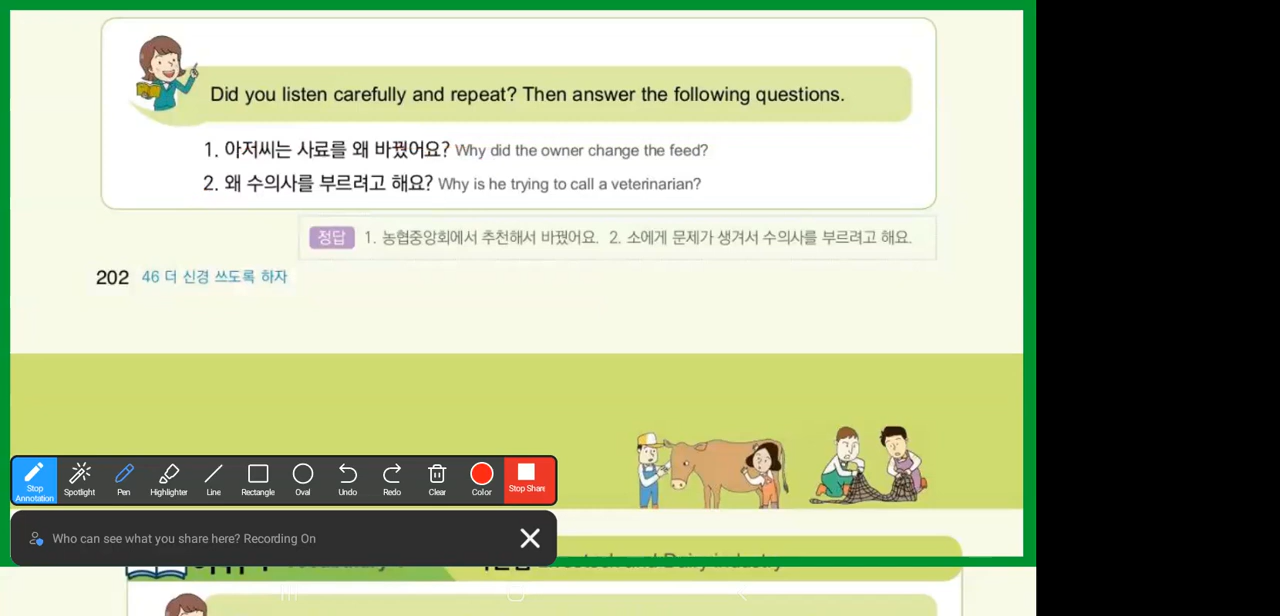 Did you listen carefully and repeat? Then answer the following questions.
1. 아저씨는 사료를 왜 바꿨어요? Why did the owner change the feed?
2. 왜 수의사를 부르려고 해요? Why is he trying to call a veterinarian?
정답 1. 농협중앙회에서 추천해서 바꿨어요. 2. 소에게 문제가 생겨서 수의사를 부르려고 해요.
202 46 더 신경 쓰도록 하자
Stop Annotation
Spotlight
Pen
Highlighter
Line
Rectangle
Oval
Undo
Redo
Clear
Color
Stop Share
Who can see what you share here? Recording On
and Dairy industry